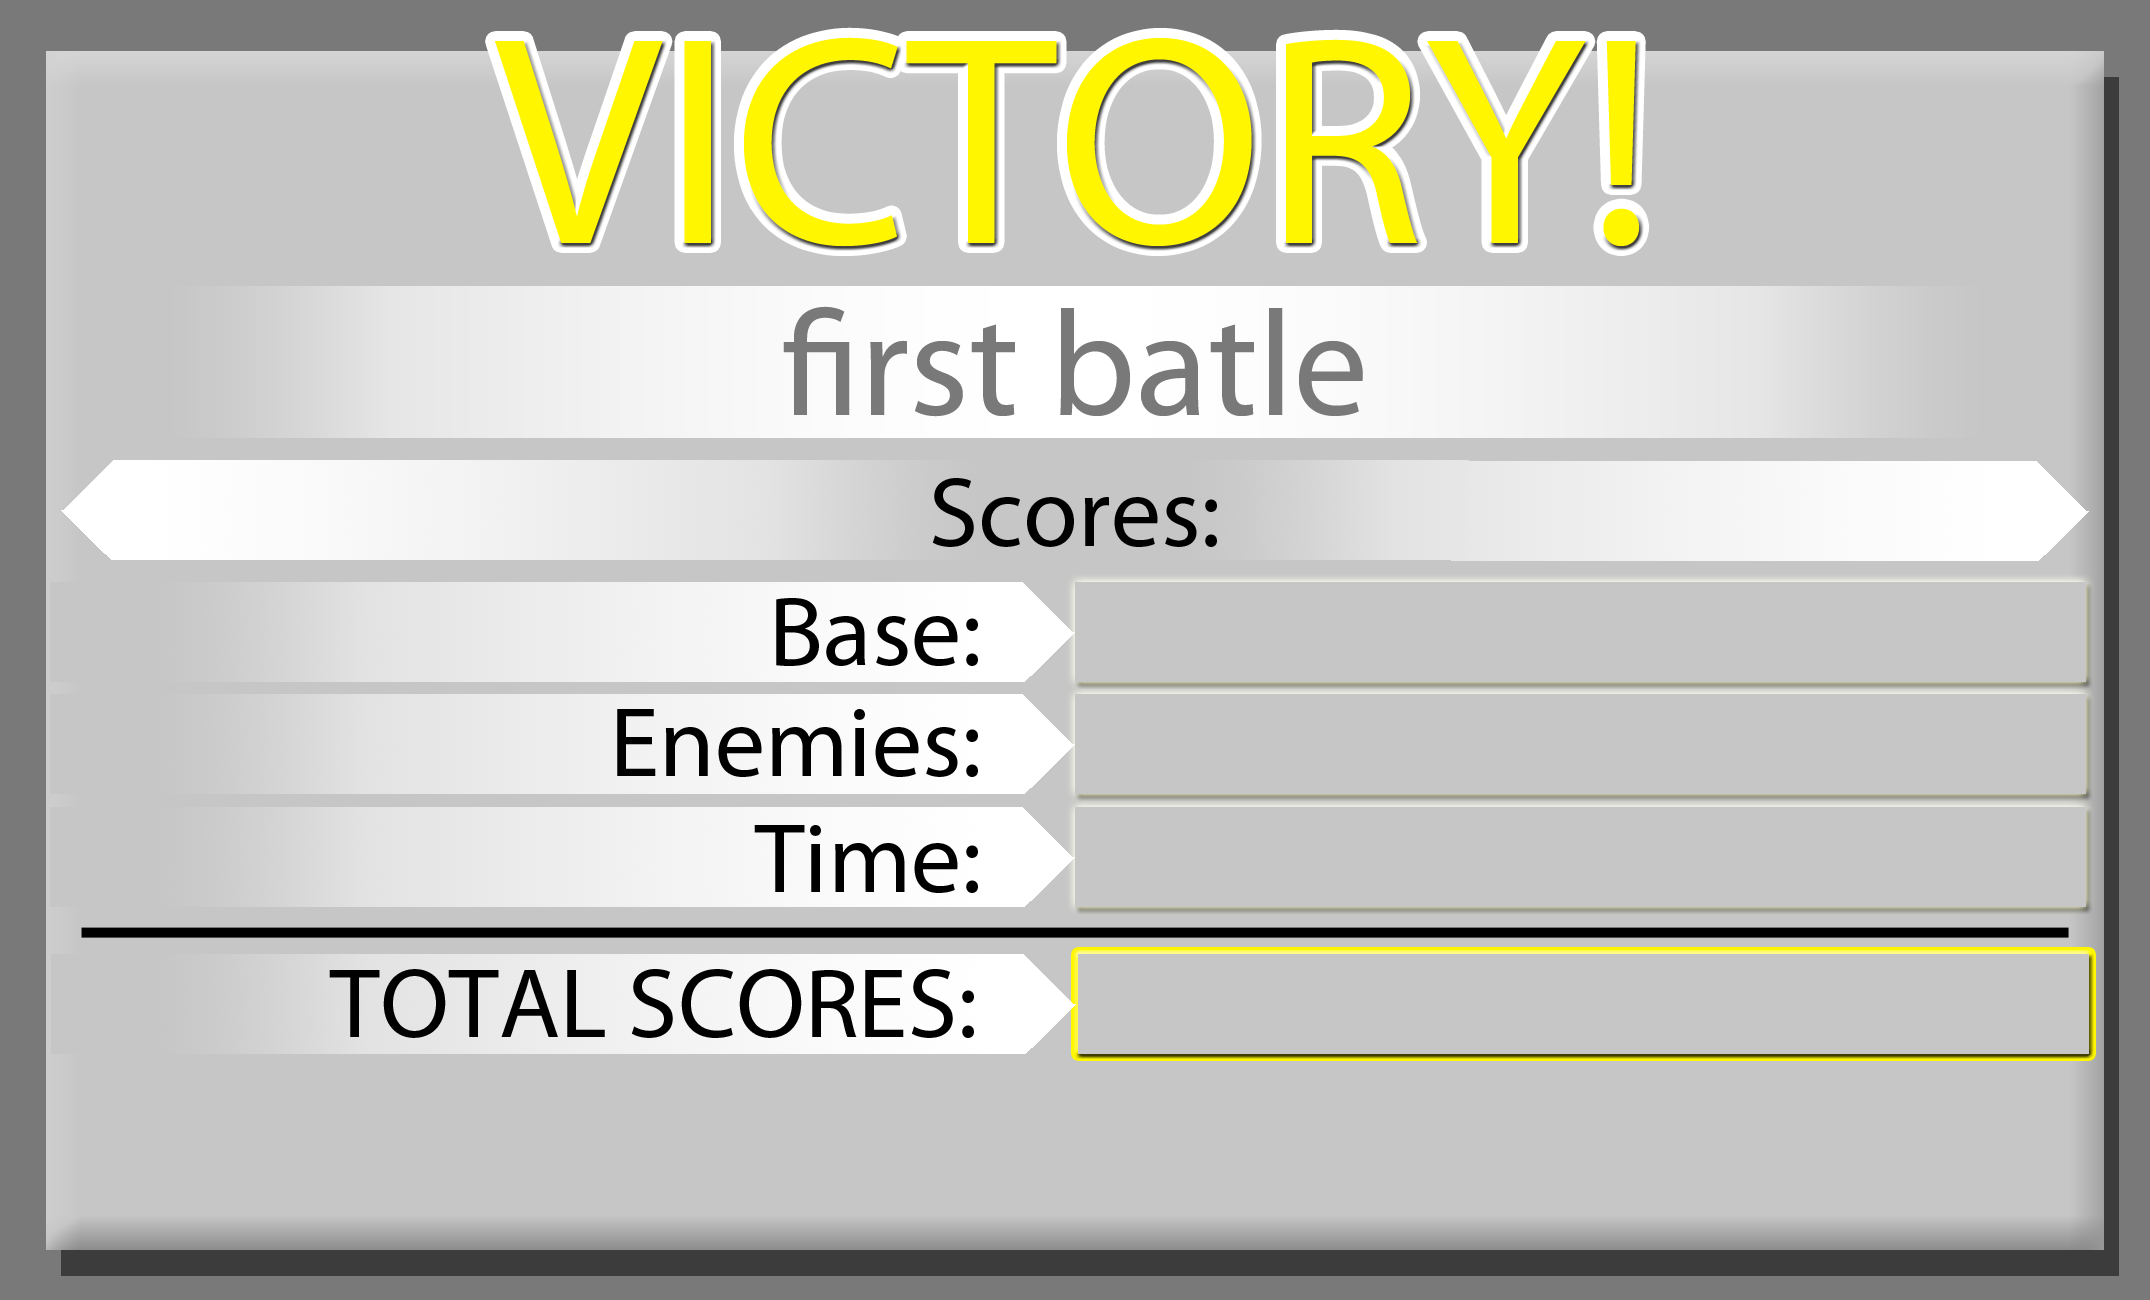 VICTORY!
first batle
Scores:
Base:
Enemies:
Time:
TOTAL SCORES: